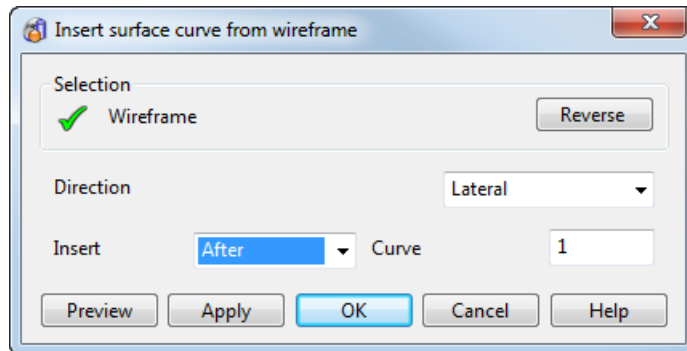 Insert surface curve from wireframe
Selection
Wireframe Reverse
Direction Lateral
Insert After Curve 1
Preview Apply OK Cancel Help